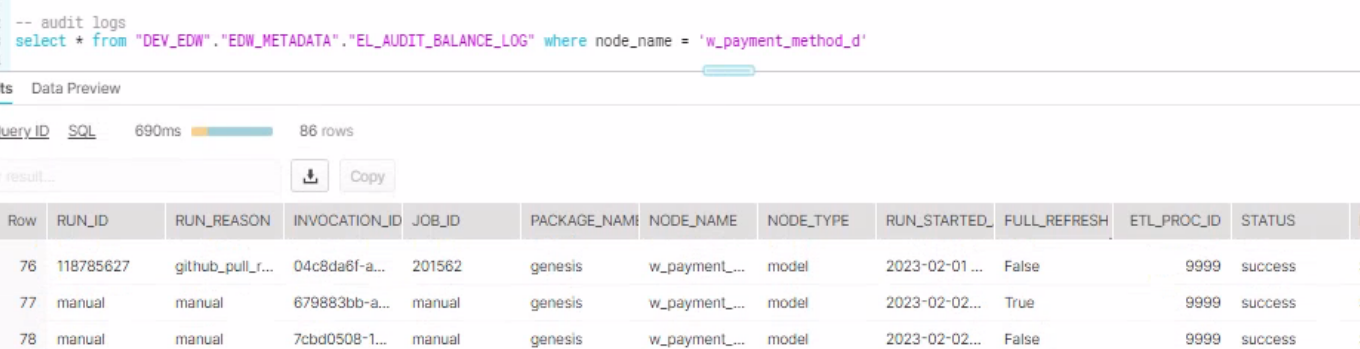 -- audit logs
select * from "DEV_EDW"."EDW_METADATA"."EL_AUDIT_BALANCE_LOG" where node_name = 'w_payment_method_d'
ts Data Preview
uery ID SQL 690ms 86 rows
result... Copy
Row RUN_ID RUN_REASON INVOCATION_ID JOB_ID PACKAGE_NAME NODE_NAME NODE_TYPE RUN_STARTED_ FULL_REFRESH ETL_PROC_ID STATUS
76 118785627 github_pull_r... 04c8da6f-a... 201562 genesis w_payment_... model 2023-02-01 ... False 9999 success
77 manual manual 679883bb-a... manual genesis w_payment_... model 2023-02-02... True 9999 success
78 manual manual 7cbd0508-1... manual genesis w_payment_... model 2023-02-02... False 9999 success